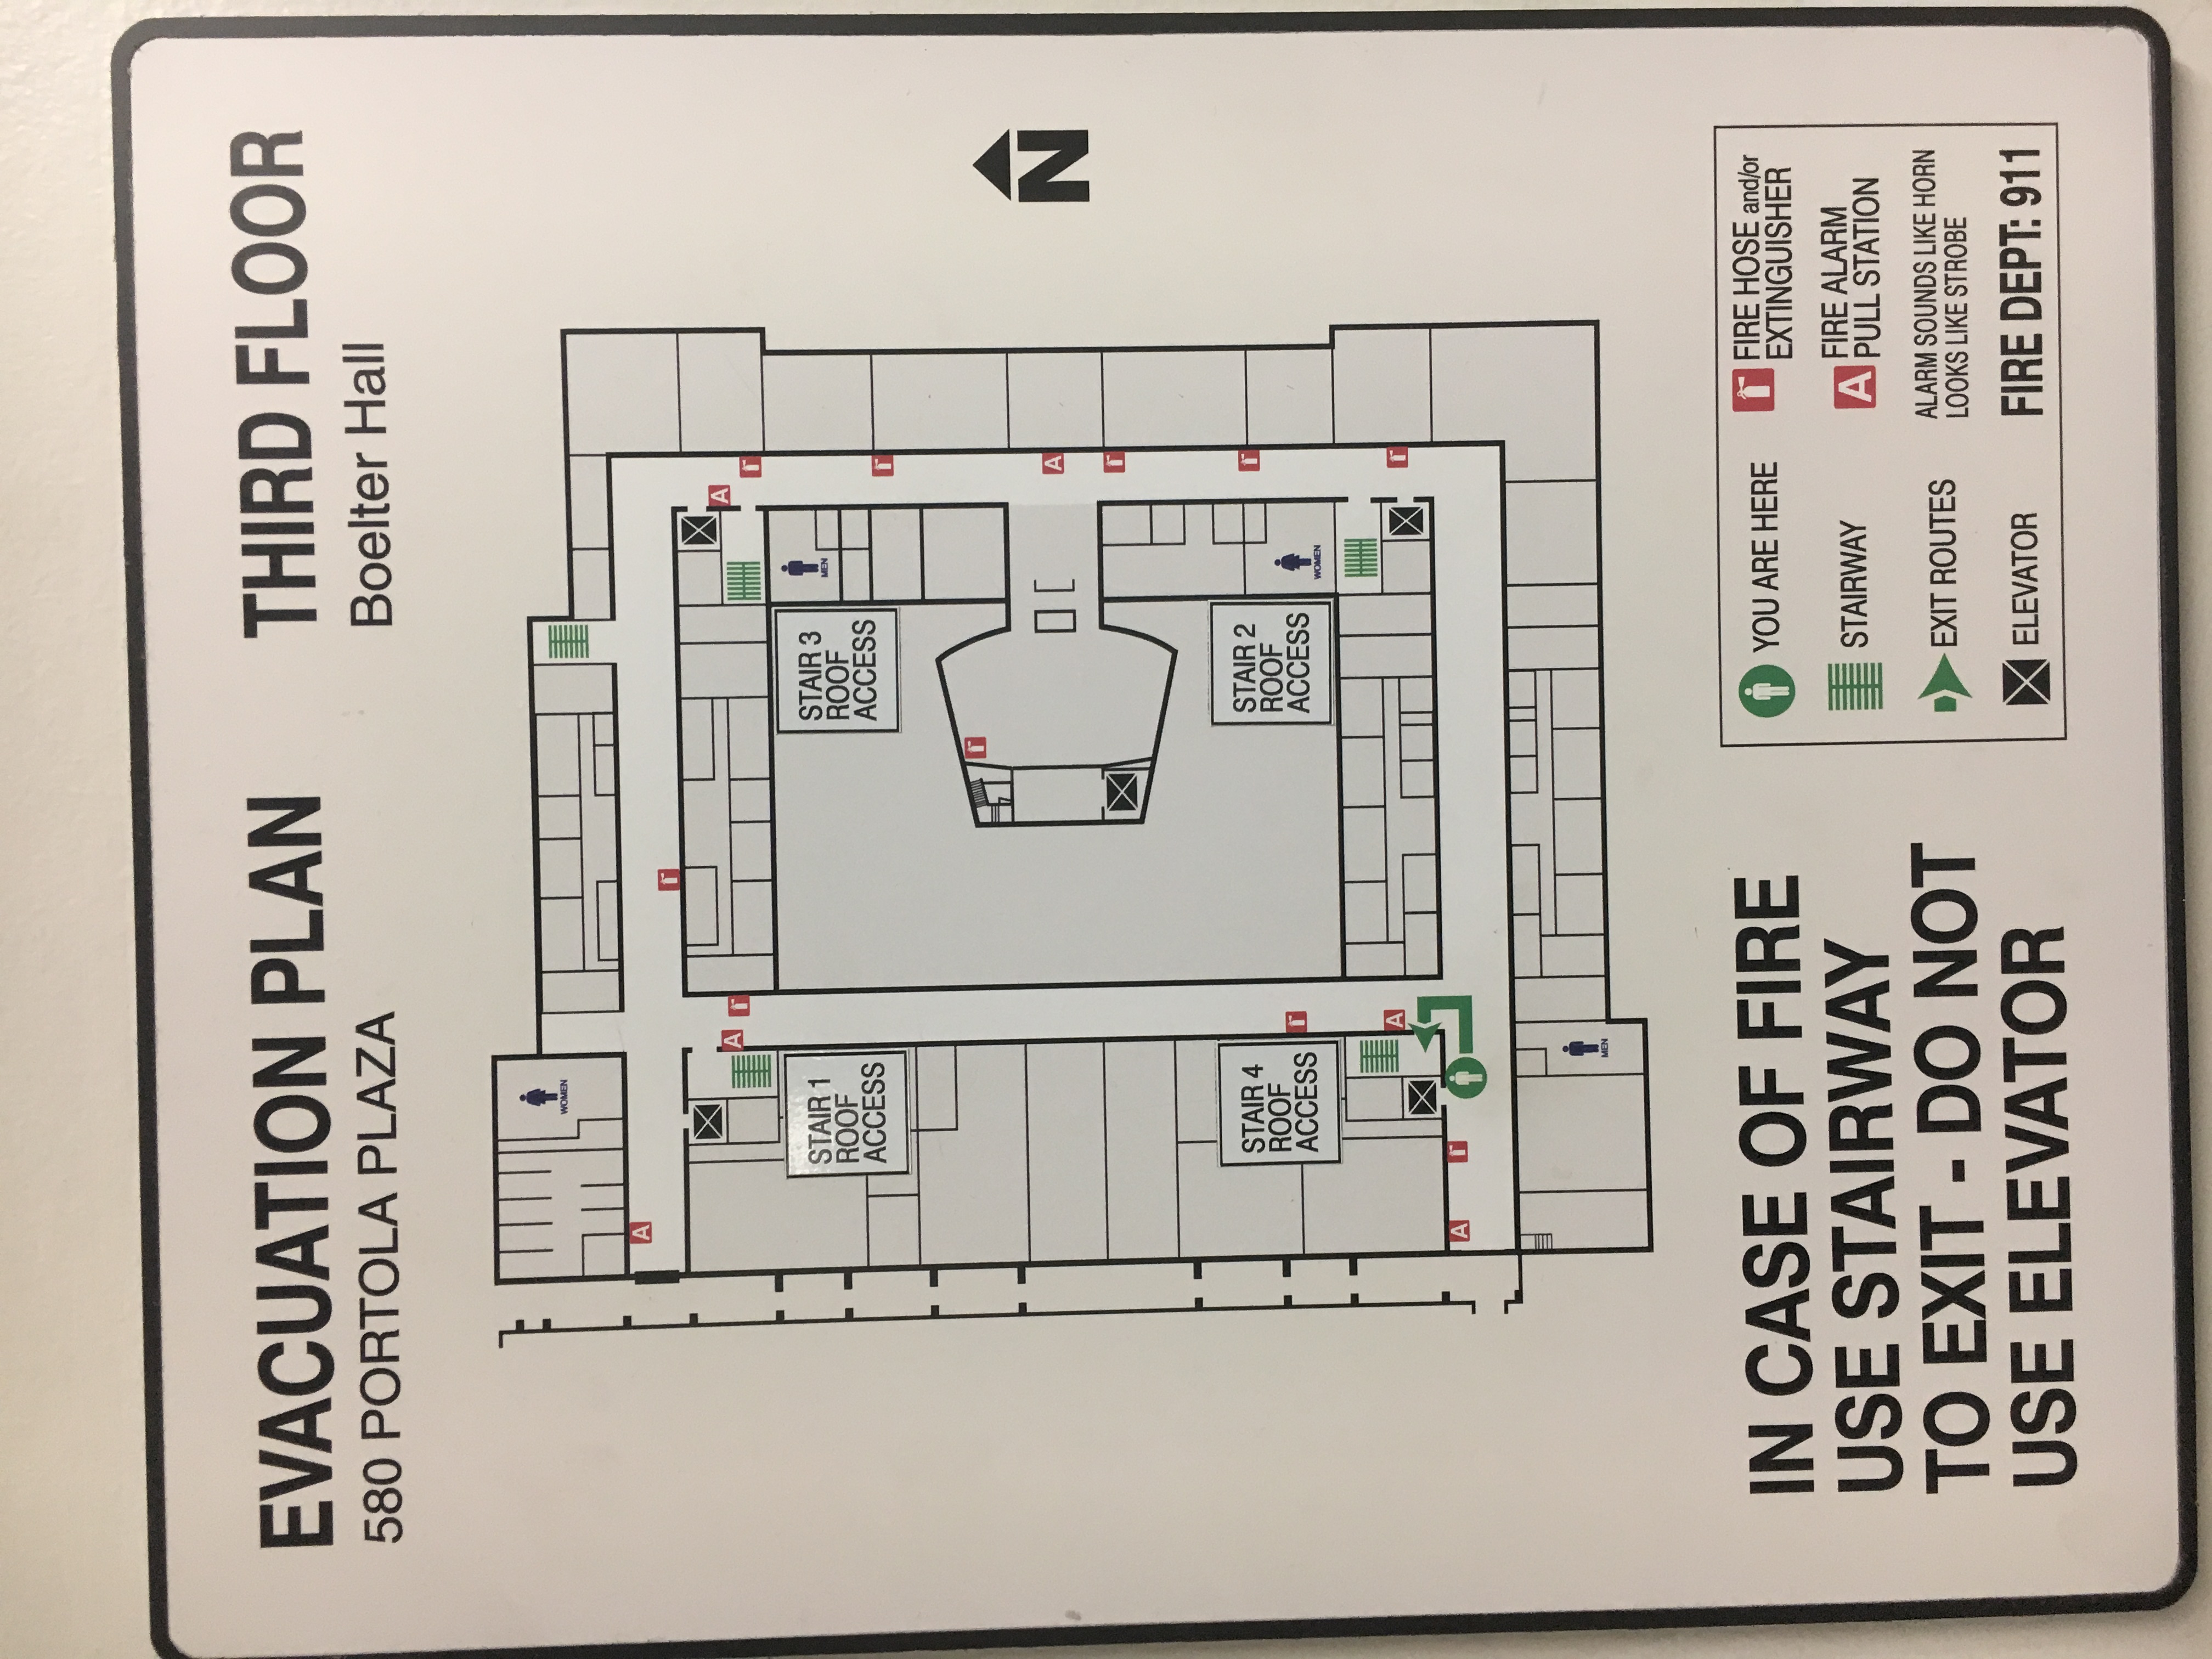 EVACUATION PLAN
580 PORTOLA PLAZA
THIRD FLOOR
Boelter Hall
WOMEN
A
A
A
STAIR 1
ROOF
ACCESS
STAIR 3
ROOF
ACCESS
MEN
A
N
STAIR 4
ROOF
ACCESS
STAIR 2
ROOF
ACCESS
WOMEN
A
A
MEN
IN CASE OF FIRE
USE STAIRWAY
TO EXIT - DO NOT
USE ELEVATOR
YOU ARE HERE
STAIRWAY
EXIT ROUTES
ELEVATOR
FIRE HOSE and/or
EXTINGUISHER
A
FIRE ALARM
PULL STATION
ALARM SOUNDS LIKE HORN
LOOKS LIKE STROBE
FIRE DEPT: 911